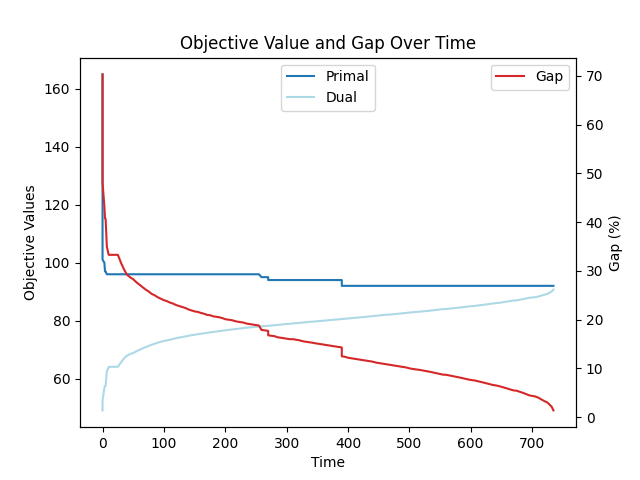 Objective Value and Gap Over Time
Primal
Dual
Gap
Objective Values
160
140
120
100
80
60
70
60
50
40
30
20
10
0
Gap (%)
0 100 200 300 400 500 600 700
Time